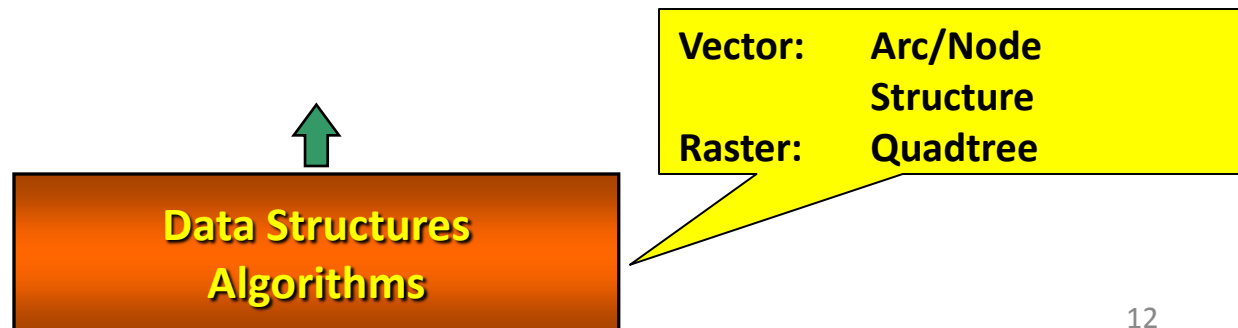 Vector: Arc/Node
Structure
Raster: Quadtree
Data Structures
Algorithms
12